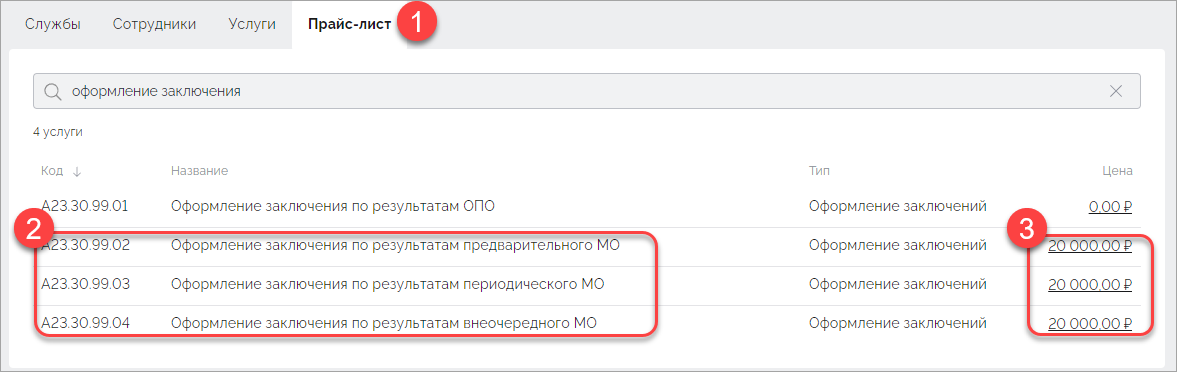 Службы Сотрудники Услуги Прайс-лист 1
оформление заключения
4 услуги
Код ↓ Название Тип Цена
A23.30.99.01 Оформление заключения по результатам ОПО Оформление заключений 0,00 ₽
2 3
A23.30.99.02 Оформление заключения по результатам предварительного МО Оформление заключений 20 000,00 ₽
A23.30.99.03 Оформление заключения по результатам периодического МО Оформление заключений 20 000,00 ₽
A23.30.99.04 Оформление заключения по результатам внеочередного МО Оформление заключений 20 000,00 ₽